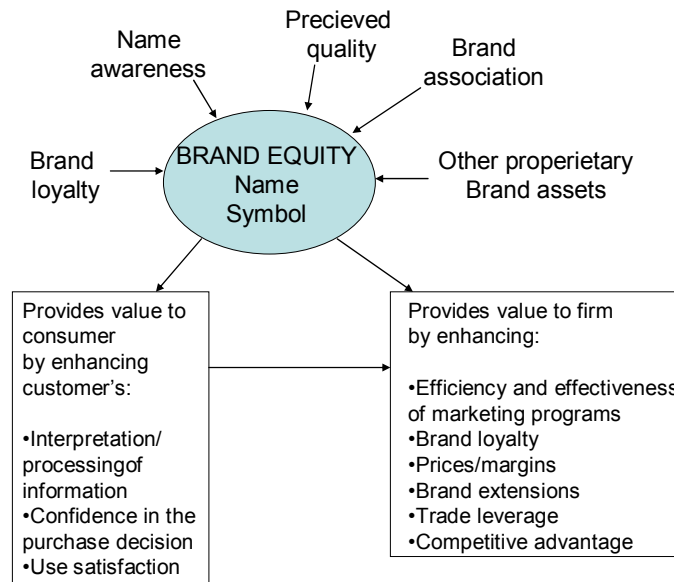 Name
awareness
Precieved
quality
Brand
association
Brand
loyalty
BRAND EQUITY
Name
Symbol
Other properietary
Brand assets
Provides value to
consumer
by enhancing
customer's:
•Interpretation/
processingof
information
•Confidence in the
purchase decision
•Use satisfaction
Provides value to firm
by enhancing:
•Efficiency and effectiveness
of marketing programs
•Brand loyalty
•Prices/margins
•Brand extensions
•Trade leverage
•Competitive advantage